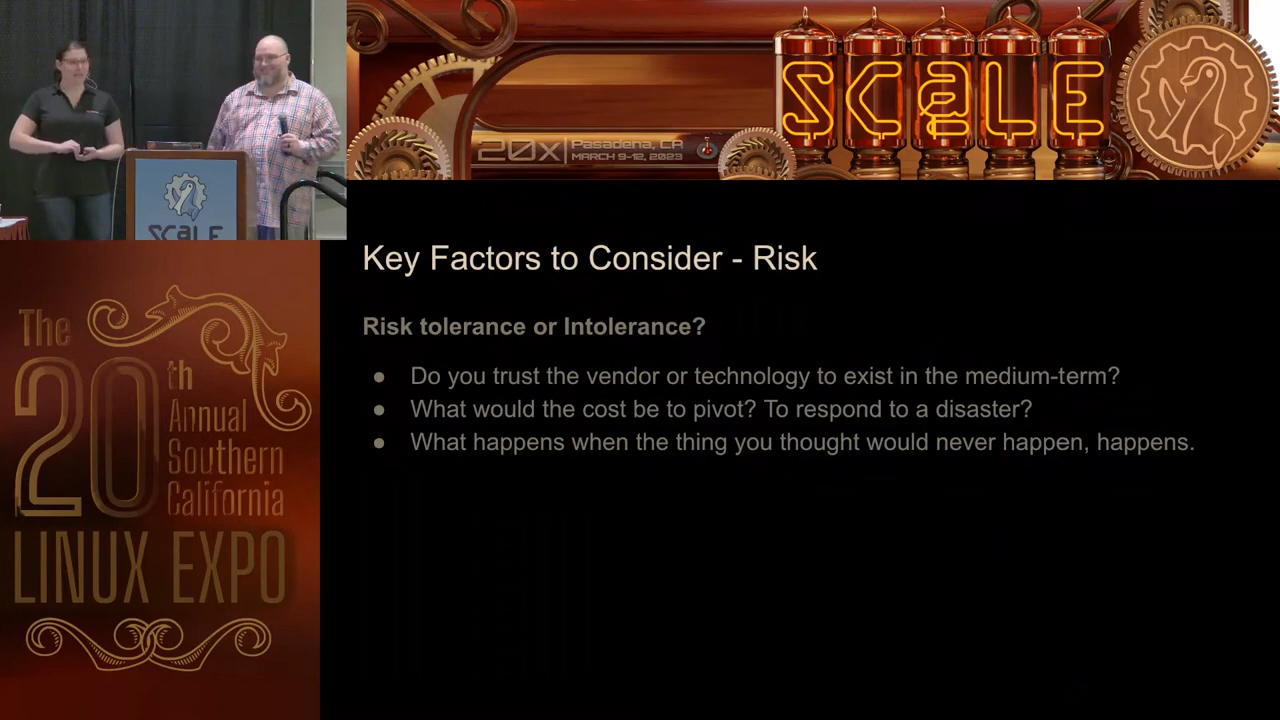 SCaLE
20x
Pasadena, CA
MARCH 9-12, 2023
SCaLE
The
20th
Annual
Southern
California
LINUX EXPO
Key Factors to Consider - Risk
Risk tolerance or Intolerance?
● Do you trust the vendor or technology to exist in the medium-term?
● What would the cost be to pivot? To respond to a disaster?
● What happens when the thing you thought would never happen, happens.